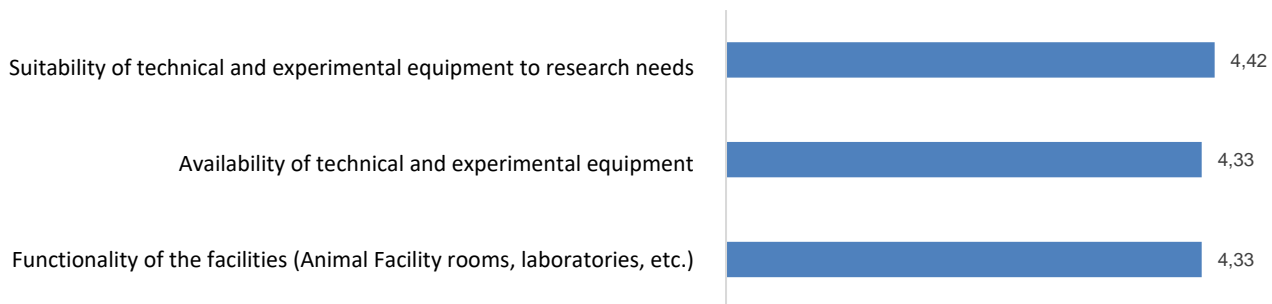 Suitability of technical and experimental equipment to research needs
4,42
Availability of technical and experimental equipment
4,33
Functionality of the facilities (Animal Facility rooms, laboratories, etc.)
4,33